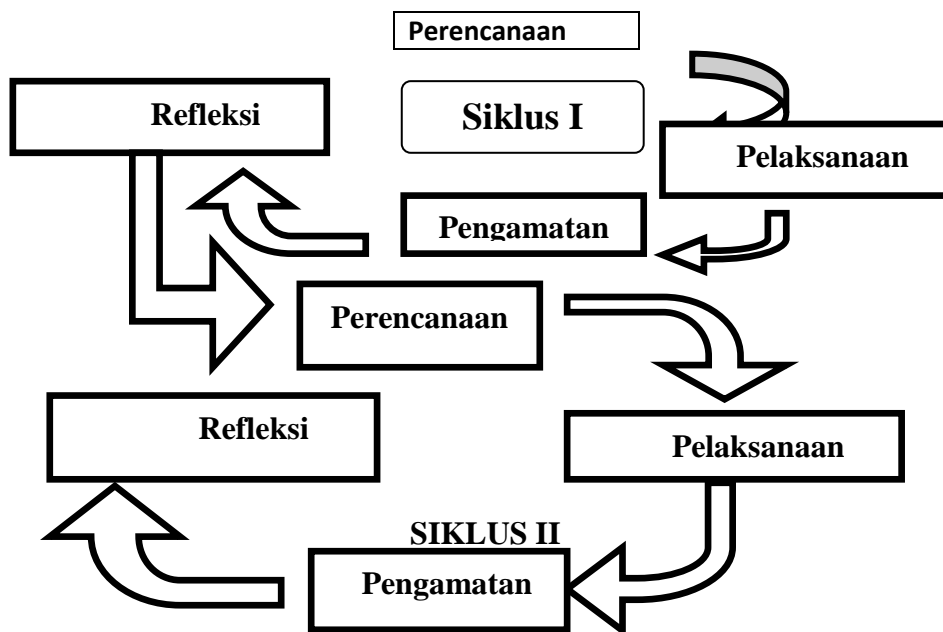 Perencanaan
Refleksi
Siklus I
Pelaksanaan
Pengamatan
Perencanaan
Refleksi
Pelaksanaan
SIKLUS II
Pengamatan